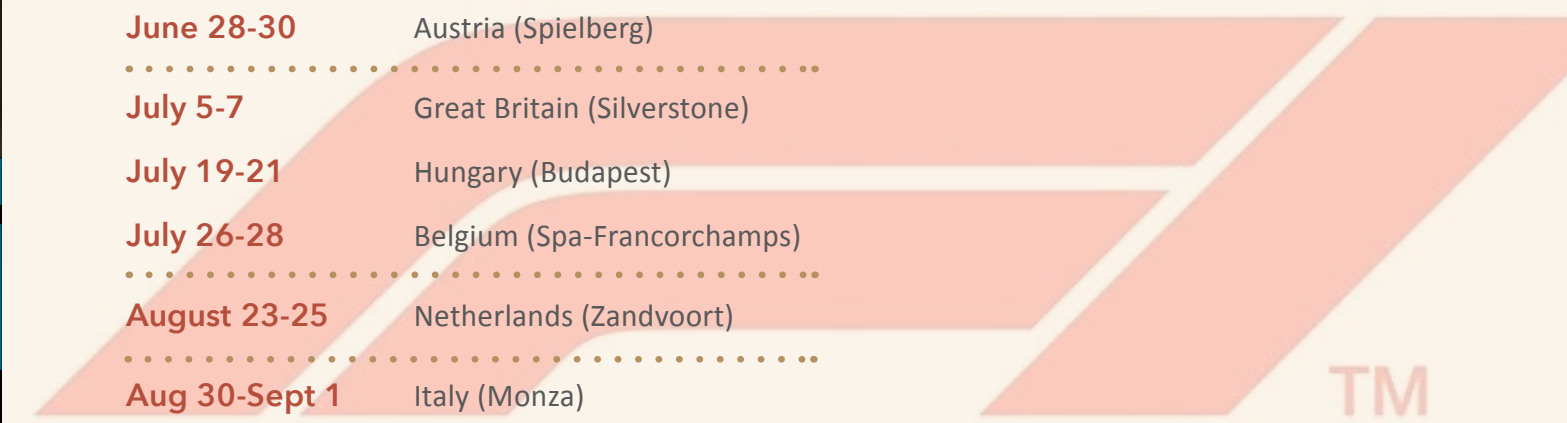 June 28-30 Austria (Spielberg)
July 5-7 Great Britain (Silverstone)
July 19-21 Hungary (Budapest)
July 26-28 Belgium (Spa-Francorchamps)
August 23-25 Netherlands (Zandvoort)
Aug 30-Sept 1 Italy (Monza)
TM